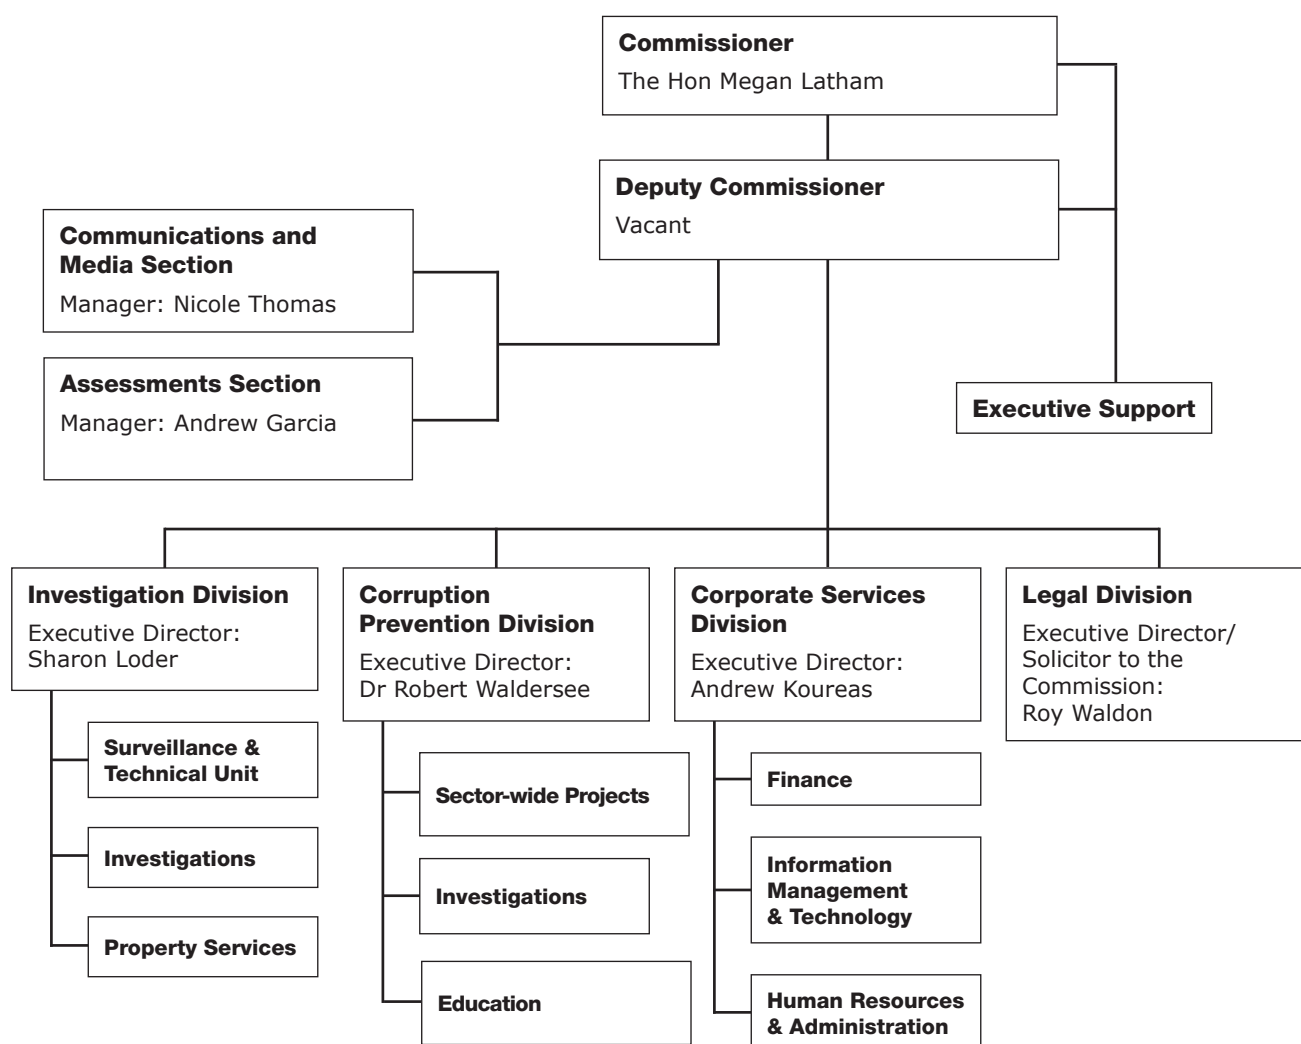 Commissioner
The Hon Megan Latham
Deputy Commissioner
Vacant
Communications and
Media Section
Manager: Nicole Thomas
Assessments Section
Manager: Andrew Garcia
Executive Support
Investigation Division
Executive Director:
Sharon Loder
Surveillance &
Technical Unit
Investigations
Property Services
Corruption
Prevention Division
Executive Director:
Dr Robert Waldersee
Sector-wide Projects
Investigations
Education
Corporate Services
Division
Executive Director:
Andrew Koureas
Finance
Information
Management
& Technology
Human Resources
& Administration
Legal Division
Executive Director/
Solicitor to the
Commission:
Roy Waldon